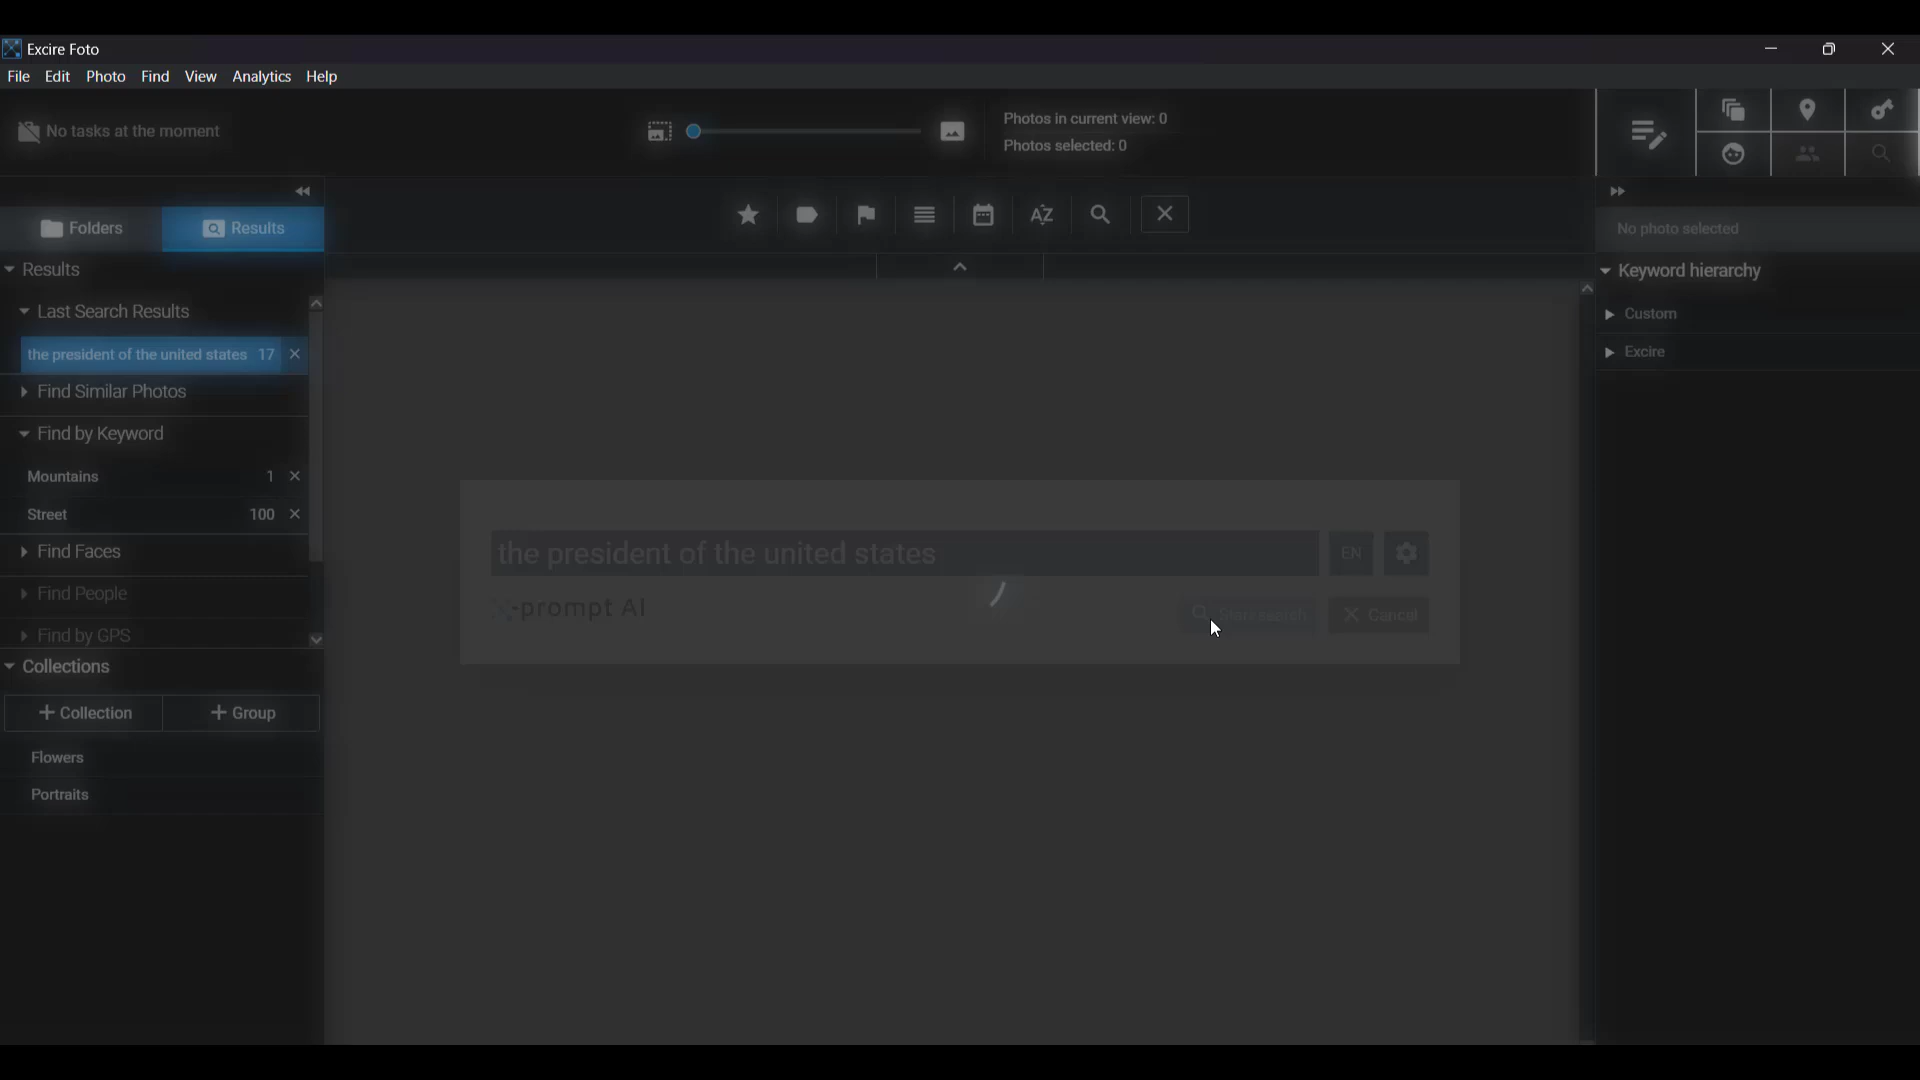 Excire Foto
File Edit Photo Find View Analytics Help
No tasks at the moment
Photos in current view: 0
Photos selected: 0
Folders
Results
No photo selected
Results
Keyword hierarchy
Last Search Results
Custom
the president of the united states 17
Excire
Find Similar Photos
Find by Keyword
Mountains 1
Street 100
Find Faces
the president of the united states
EN
Find People
-prompt AI
Start search
Cancel
Find by GPS
Collections
+ Collection
+ Group
Flowers
Portraits